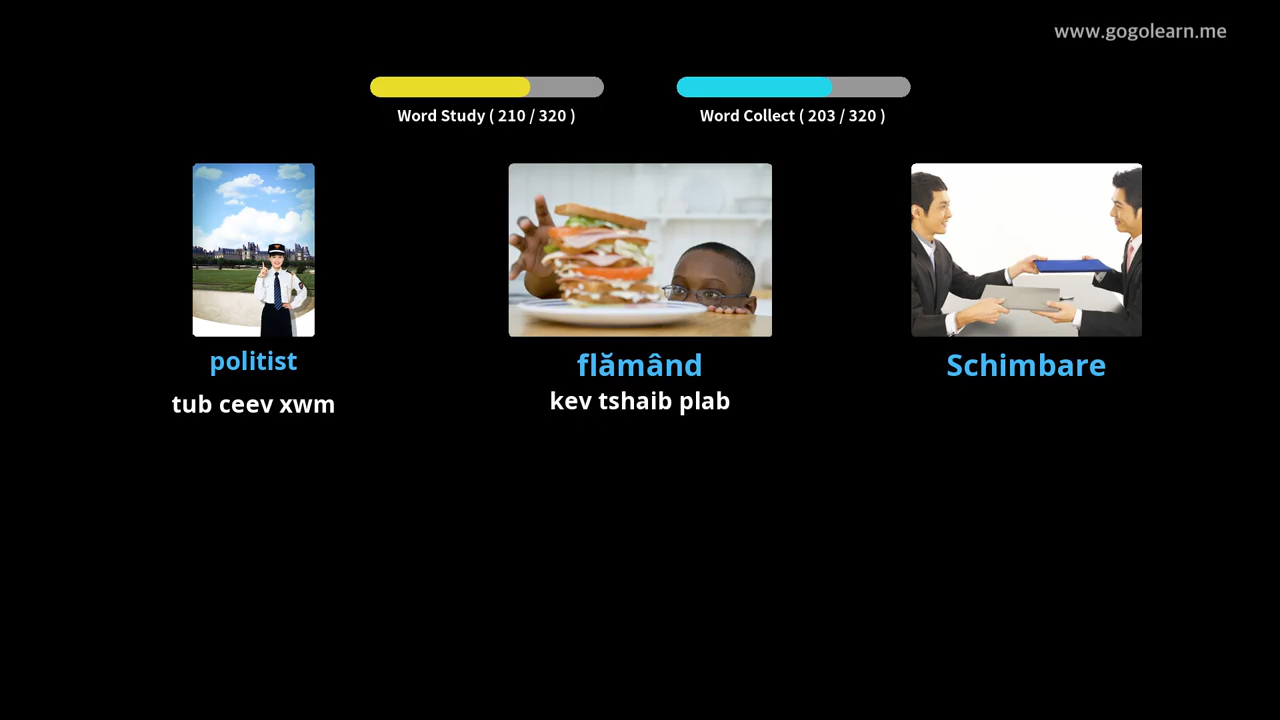 www.gogolearn.me
Word Study ( 210 / 320 )
Word Collect ( 203 / 320 )
politist
tub ceev xwm
flămând
kev tshaib plab
Schimbare